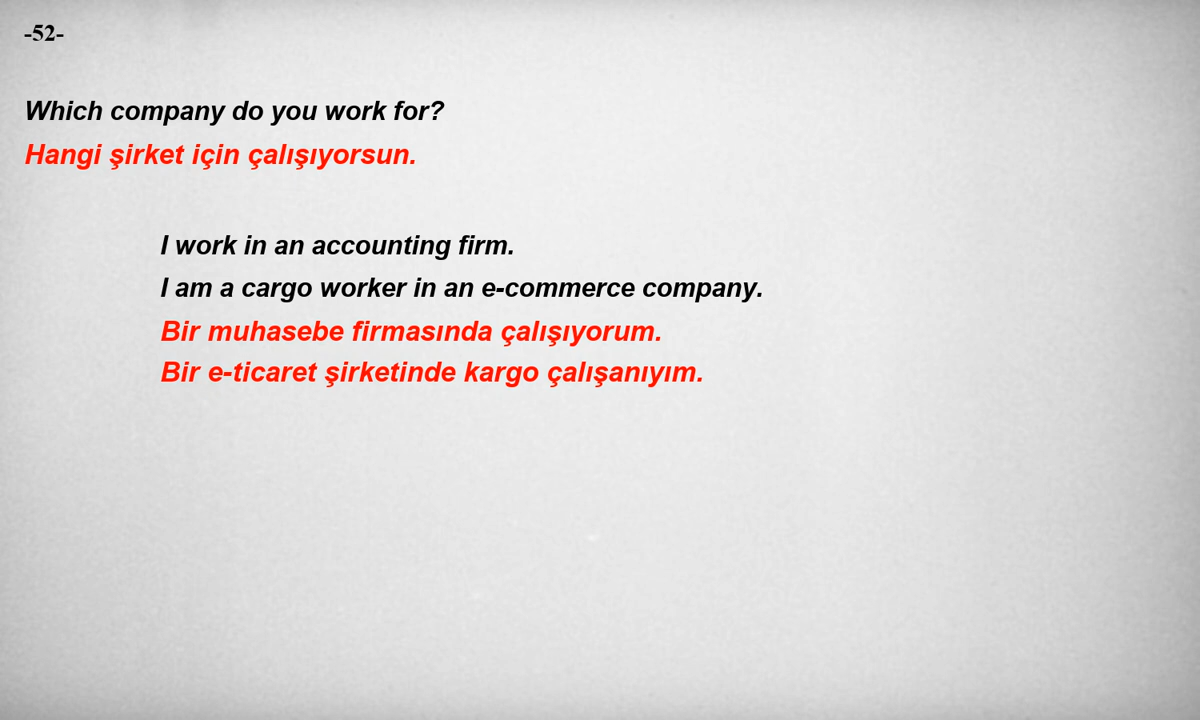 -52-
Which company do you work for?
Hangi şirket için çalışıyorsun.
I work in an accounting firm.
I am a cargo worker in an e-commerce company.
Bir muhasebe firmasında çalışıyorum.
Bir e-ticaret şirketinde kargo çalışanıyım.